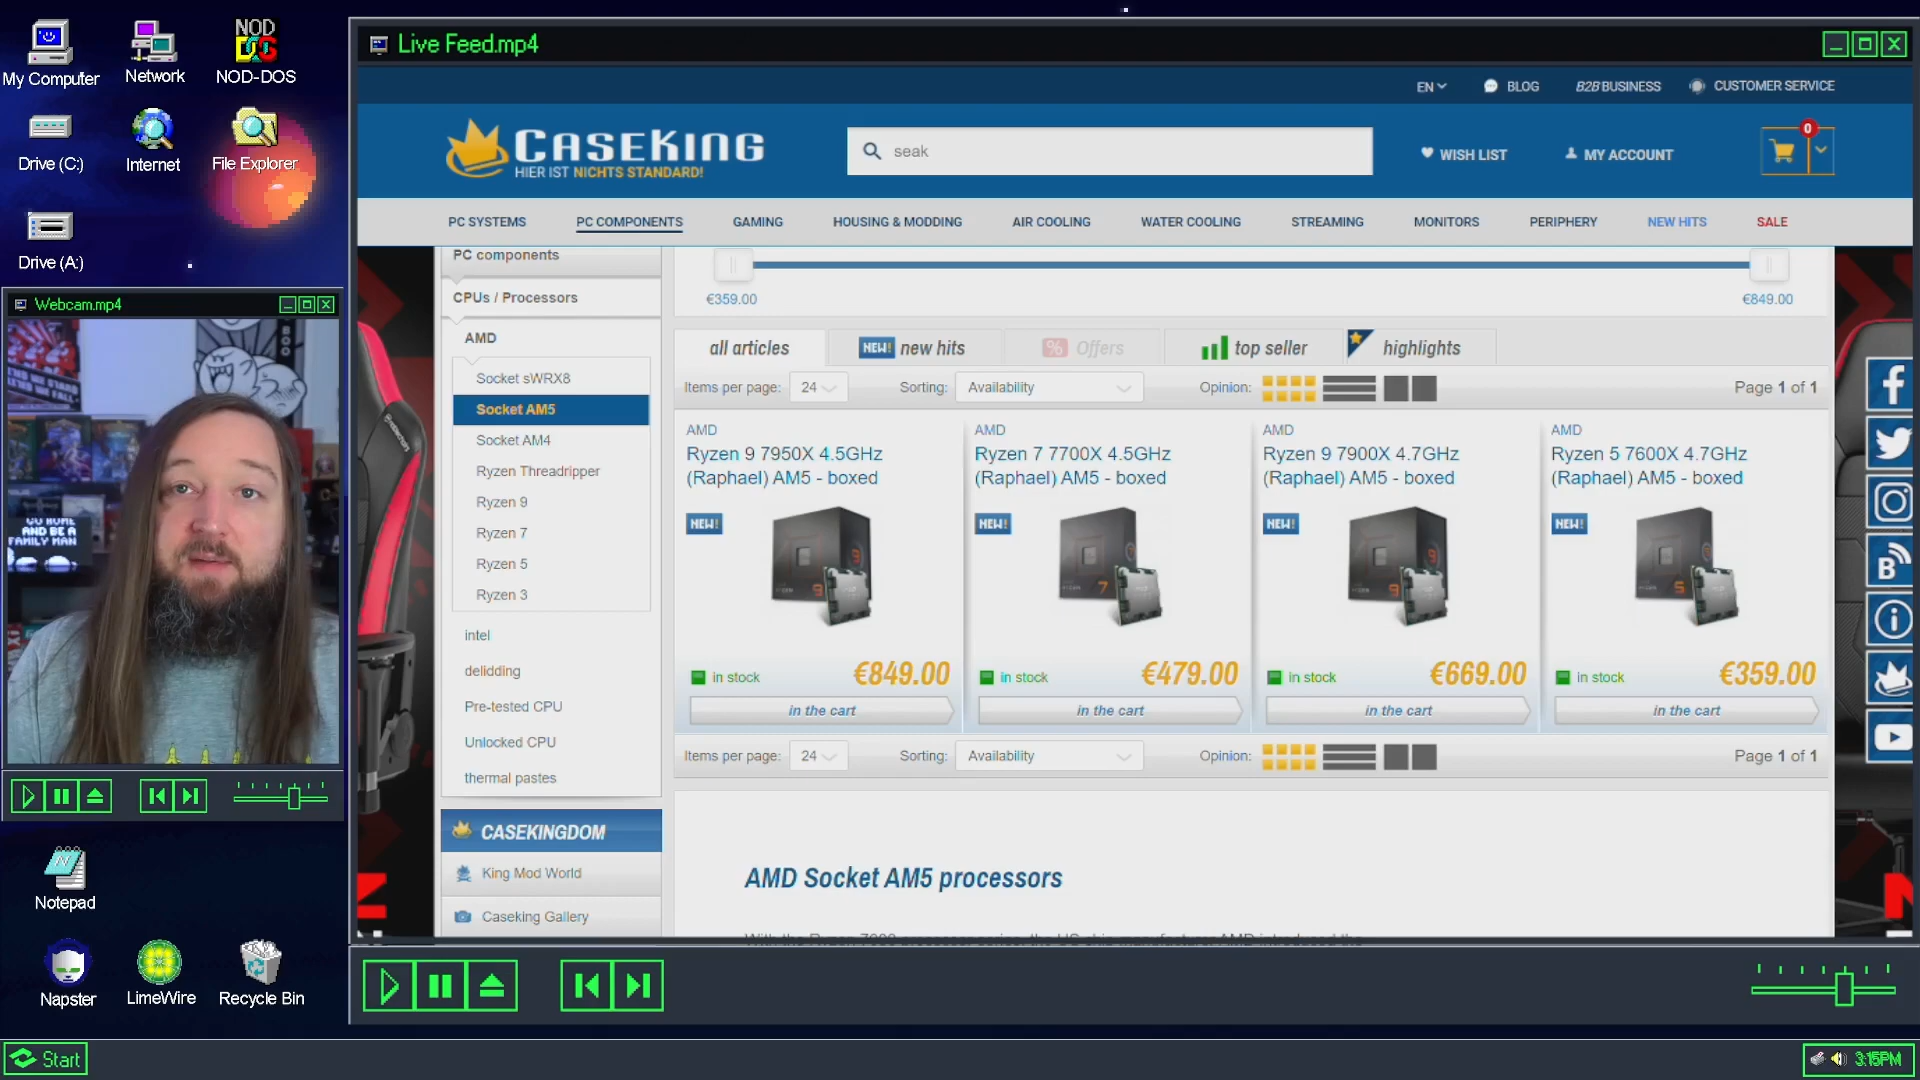 My Computer
Network
NOD
DOS
NOD-DOS
Drive (C:)
Internet
File Explorer
Drive (A:)
Webcam.mp4
GO HOME
AND BE A
FAMILY MAN
Notepad
Napster
LimeWire
Recycle Bin
Start
3:15PM
Live Feed.mp4
EN
BLOG
B2B BUSINESS
CUSTOMER SERVICE
CASEKING
HIER IST NICHTS STANDARD!
seak
WISH LIST
MY ACCOUNT
0
PC SYSTEMS
PC COMPONENTS
GAMING
HOUSING & MODDING
AIR COOLING
WATER COOLING
STREAMING
MONITORS
PERIPHERY
NEW HITS
SALE
PC components
CPUs / Processors
AMD
Socket sWRX8
Socket AM5
Socket AM4
Ryzen Threadripper
Ryzen 9
Ryzen 7
Ryzen 5
Ryzen 3
intel
delidding
Pre-tested CPU
Unlocked CPU
thermal pastes
CASEKINGDOM
King Mod World
Caseking Gallery
€359.00
€849.00
all articles
NEW! new hits
% Offers
top seller
highlights
Items per page: 24
Sorting: Availability
Opinion:
Page 1 of 1
AMD
Ryzen 9 7950X 4.5GHz
(Raphael) AM5 - boxed
NEW!
in stock
€849.00
in the cart
AMD
Ryzen 7 7700X 4.5GHz
(Raphael) AM5 - boxed
NEW!
in stock
€479.00
in the cart
AMD
Ryzen 9 7900X 4.7GHz
(Raphael) AM5 - boxed
NEW!
in stock
€669.00
in the cart
AMD
Ryzen 5 7600X 4.7GHz
(Raphael) AM5 - boxed
NEW!
in stock
€359.00
in the cart
Items per page: 24
Sorting: Availability
Opinion:
Page 1 of 1
AMD Socket AM5 processors